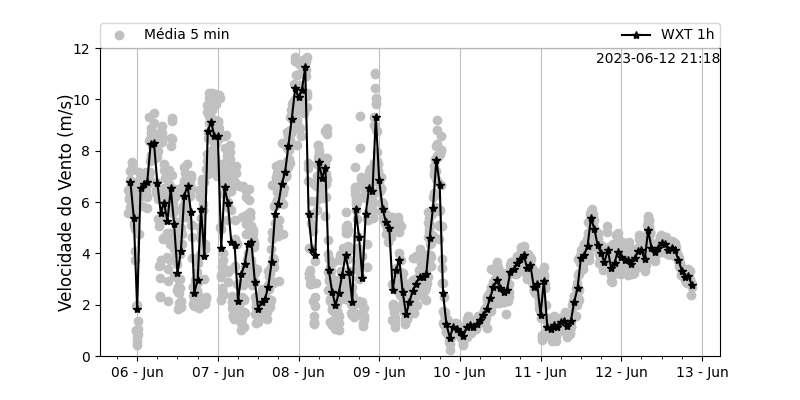 Média 5 min
WXT 1h
2023-06-12 21:18
Velocidade do Vento (m/s)
12
10
8
6
4
2
0
06 - Jun 07 - Jun 08 - Jun 09 - Jun 10 - Jun 11 - Jun 12 - Jun 13 - Jun